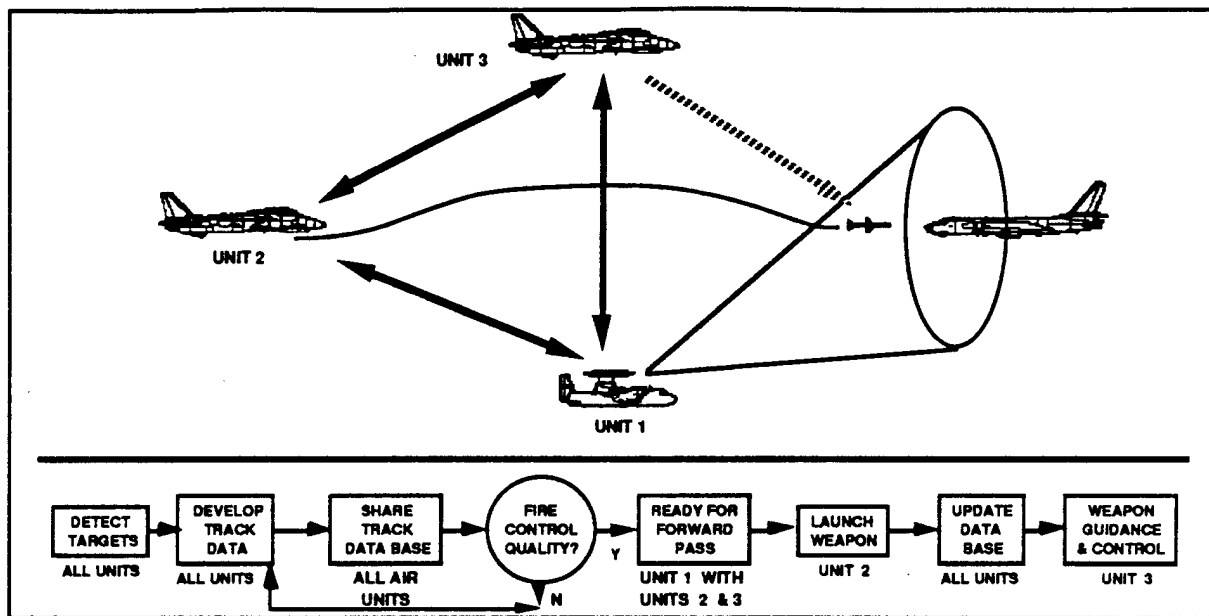 UNIT 3
UNIT 2
UNIT 1
DETECT
TARGETS
ALL UNITS
DEVELOP
TRACK
DATA
ALL UNITS
SHARE
TRACK
DATA BASE
ALL AIR
UNITS
FIRE
CONTROL
QUALITY?
Y
N
READY FOR
FORWARD
PASS
UNIT 1 WITH
UNITS 2 & 3
LAUNCH
WEAPON
UNIT 2
UPDATE
DATA
BASE
ALL UNITS
WEAPON
GUIDANCE
& CONTROL
UNIT 3